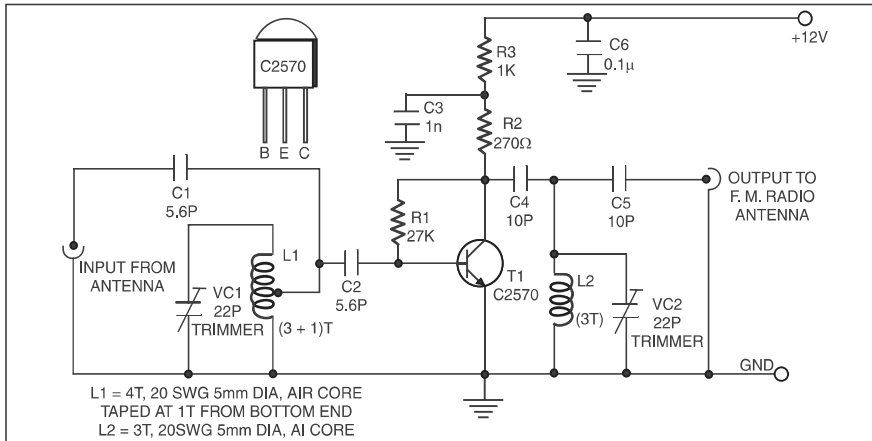 C2570
B E C
+12V
C6
0.1µ
R3
1K
C3
1n
R2
270Ω
C1
5.6P
R1
27K
C4
10P
C5
10P
OUTPUT TO
F. M. RADIO
ANTENNA
INPUT FROM
ANTENNA
L1
VC1
22P
TRIMMER
(3 + 1)T
C2
5.6P
T1
C2570
L2
(3T)
VC2
22P
TRIMMER
GND
L1 = 4T, 20 SWG 5mm DIA, AIR CORE
TAPED AT 1T FROM BOTTOM END
L2 = 3T, 20SWG 5mm DIA, AI CORE